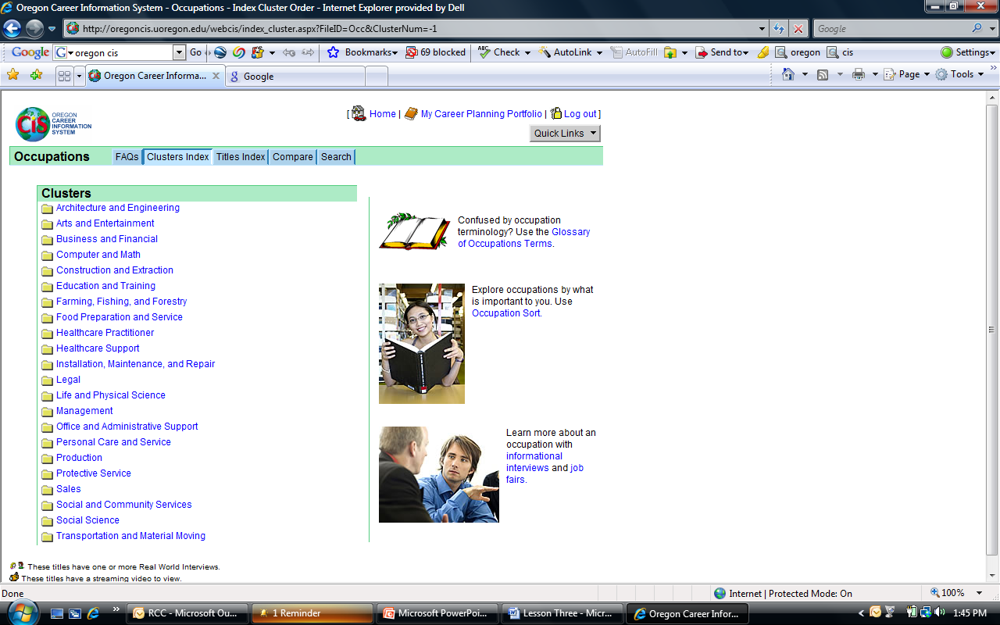 Oregon Career Information System - Occupations - Index Cluster Order - Internet Explorer provided by Dell
http://oregoncis.uoregon.edu/webcis/index_cluster.aspx?FileID=Occ&ClusterNum=-1
Google
Google
G oregon cis
Go
Bookmarks
69 blocked
ABC Check
AutoLink
AutoFill
Send to
oregon
cis
Settings
Oregon Career Informa...
g Google
Page
Tools
CIS OREGON
CAREER
INFORMATION
SYSTEM
[ Home | My Career Planning Portfolio | Log out ]
Quick Links
Occupations
FAQs
Clusters Index
Titles Index
Compare
Search
Clusters
Architecture and Engineering
Arts and Entertainment
Business and Financial
Computer and Math
Construction and Extraction
Education and Training
Farming, Fishing, and Forestry
Food Preparation and Service
Healthcare Practitioner
Healthcare Support
Installation, Maintenance, and Repair
Legal
Life and Physical Science
Management
Office and Administrative Support
Personal Care and Service
Production
Protective Service
Sales
Social and Community Services
Social Science
Transportation and Material Moving
Confused by occupation
terminology? Use the Glossary
of Occupations Terms.
Explore occupations by what
is important to you. Use
Occupation Sort.
Learn more about an
occupation with
informational
interviews and job
fairs.
These titles have one or more Real World Interviews.
These titles have a streaming video to view.
Done
Internet | Protected Mode: On
100%
RCC - Microsoft Ou...
1 Reminder
Microsoft PowerPoi...
Lesson Three - Micr...
Oregon Career Infor...
1:45 PM